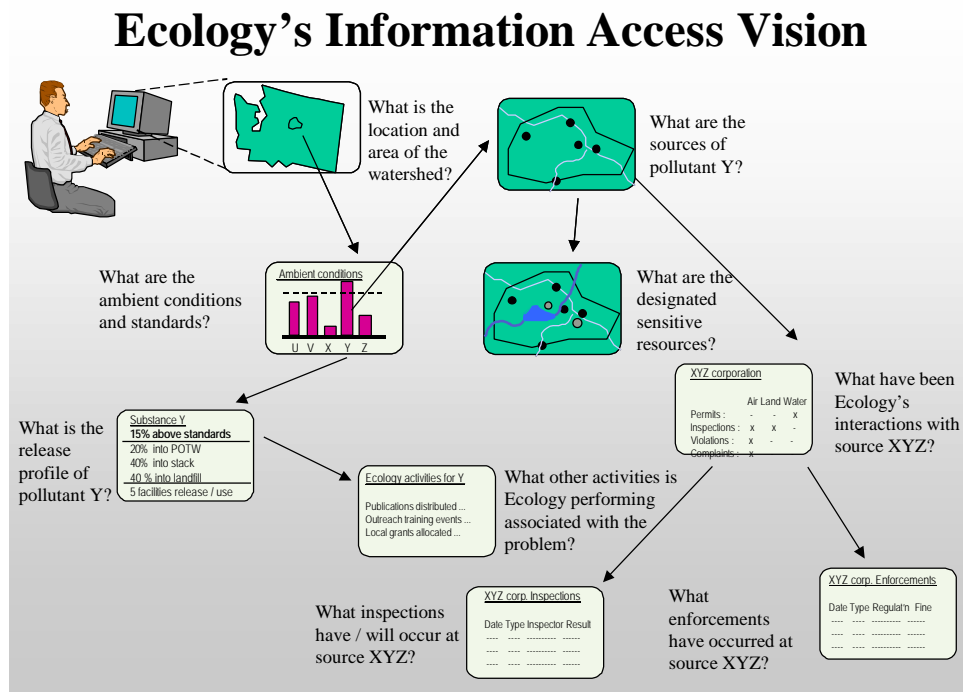 Ecology's Information Access Vision
What is the
location and
area of the
watershed?
What are the
sources of
pollutant Y?
What are the
ambient conditions
and standards?
Ambient conditions
U V X Y Z
What are the
designated
sensitive
resources?
XYZ corporation
Air Land Water
Permits : - - x
Inspections : x x -
Violations : x - -
Complaints : x
What have been
Ecology's
interactions with
source XYZ?
What is the
release
profile of
pollutant Y?
Substance Y
15% above standards
20% into POTW
40% into stack
40 % into landfill
5 facilities release / use
Ecology activities for Y
Publications distributed ...
Outreach training events ...
Local grants allocated ...
What other activities is
Ecology performing
associated with the
problem?
What inspections
have / will occur at
source XYZ?
XYZ corp. Inspections
Date Type Inspector Result
---- ---- ---------- ------
---- ---- ---------- ------
---- ---- ---------- ------
What
enforcements
have occurred at
source XYZ?
XYZ corp. Enforcements
Date Type Regulat'n Fine
---- ---- ---------- ------
---- ---- ---------- ------
---- ---- ---------- ------